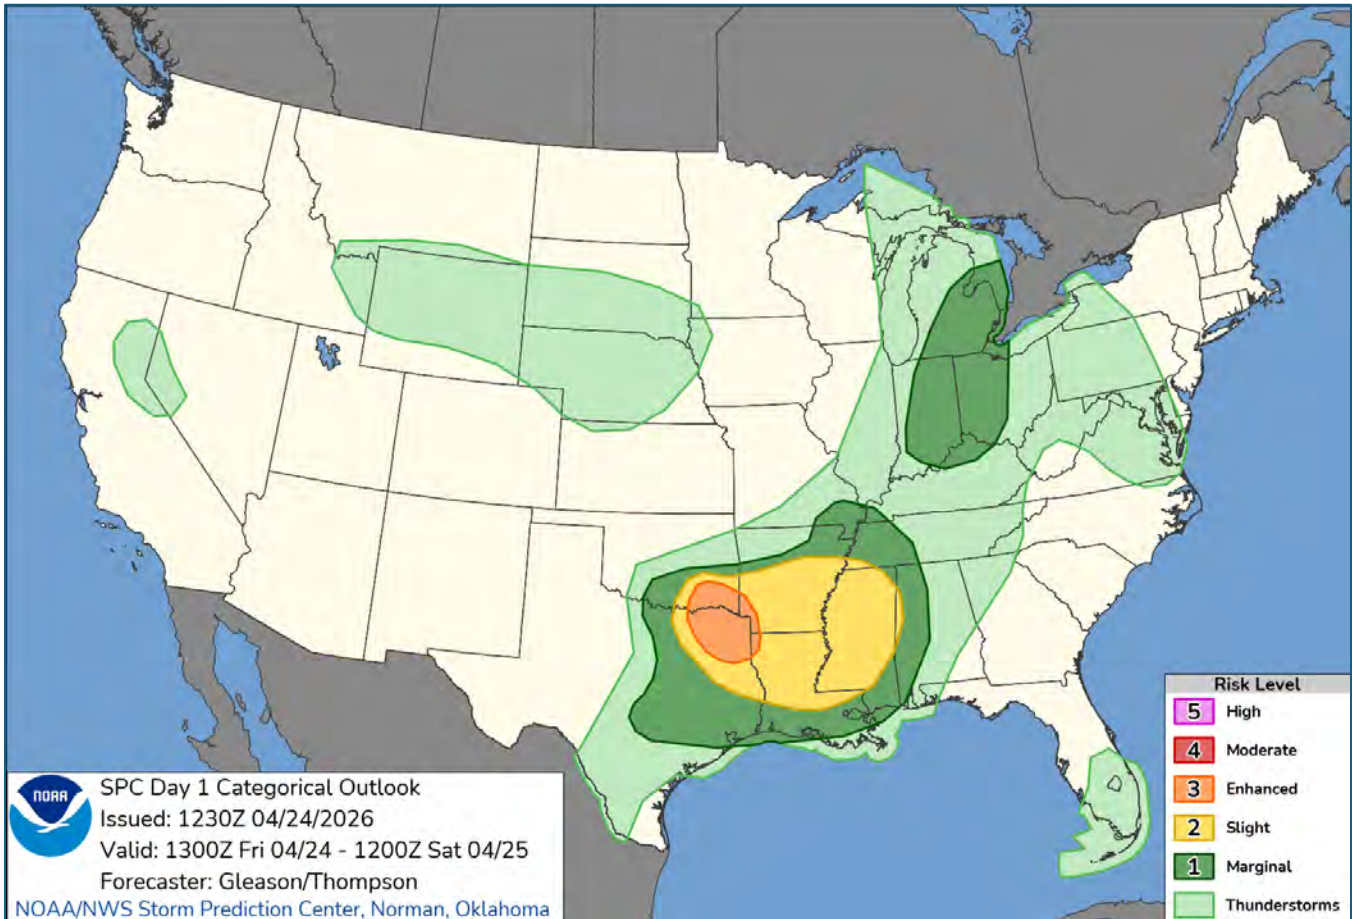 Risk Level
5 High
4 Moderate
3 Enhanced
2 Slight
1 Marginal
Thunderstorms
NOAA
SPC Day 1 Categorical Outlook
Issued: 1230Z 04/24/2026
Valid: 1300Z Fri 04/24 - 1200Z Sat 04/25
Forecaster: Gleason/Thompson
NOAA/NWS Storm Prediction Center, Norman, Oklahoma